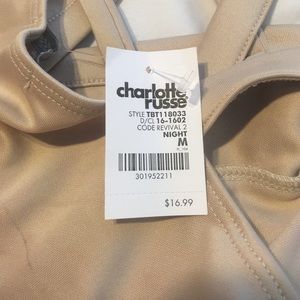 charlotte
russe
STYLE TBT118033
D/CL 16-1602
CODE REVIVAL 2
NIGHT
M
301952211
$16.99